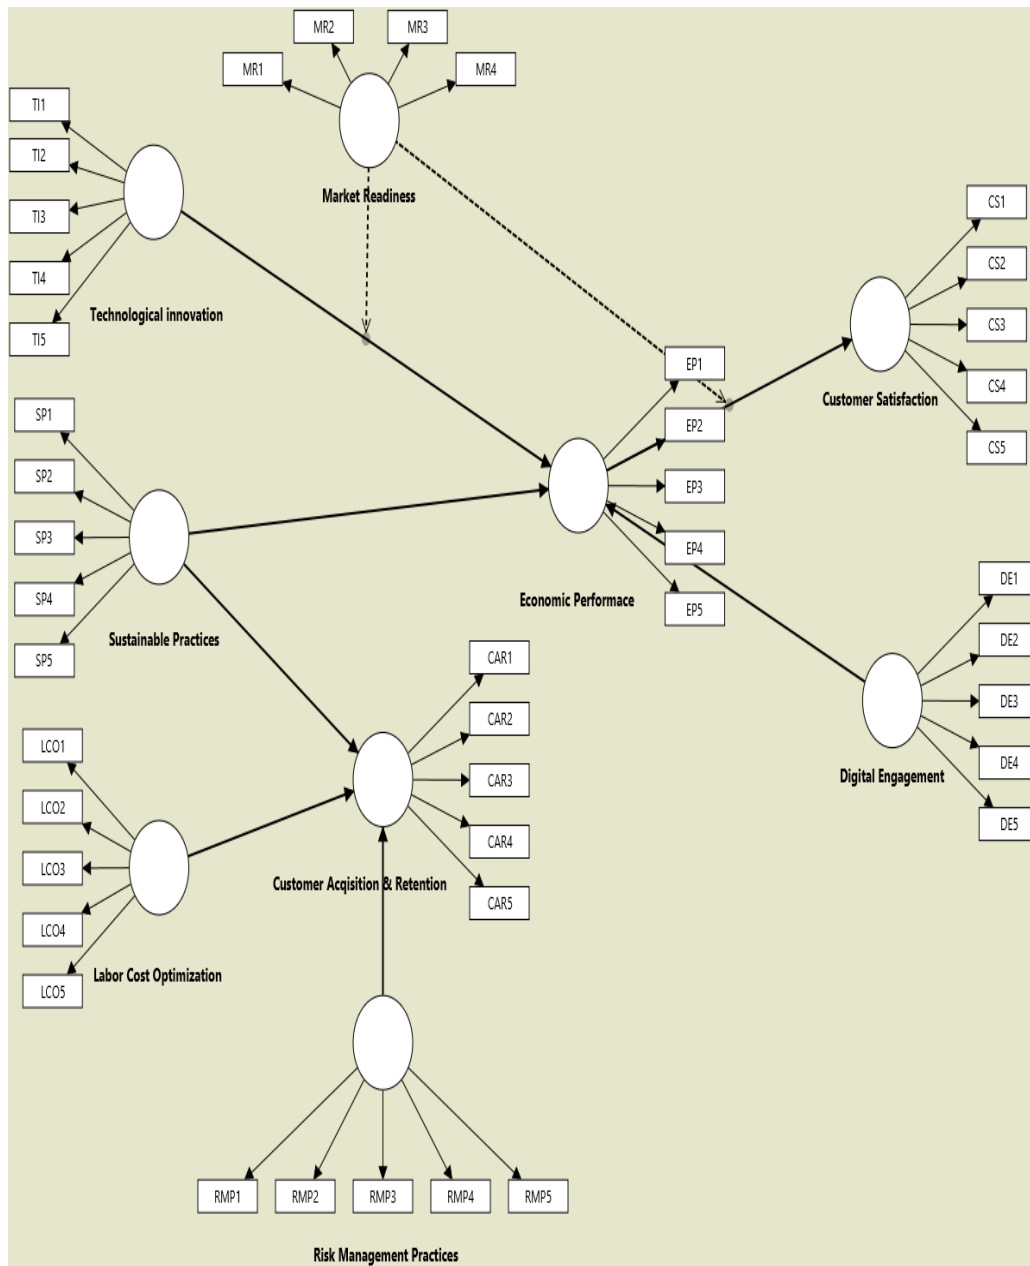 MR2
MR3
MR1
MR4
TI1
TI2
TI3
TI4
TI5
Market Readiness
Technological innovation
CS1
CS2
CS3
CS4
CS5
Customer Satisfaction
EP1
EP2
EP3
EP4
EP5
Economic Performace
SP1
SP2
SP3
SP4
SP5
Sustainable Practices
DE1
DE2
DE3
DE4
DE5
Digital Engagement
CAR1
CAR2
CAR3
CAR4
CAR5
Customer Acqisition & Retention
LCO1
LCO2
LCO3
LCO4
LCO5
Labor Cost Optimization
RMP1
RMP2
RMP3
RMP4
RMP5
Risk Management Practices